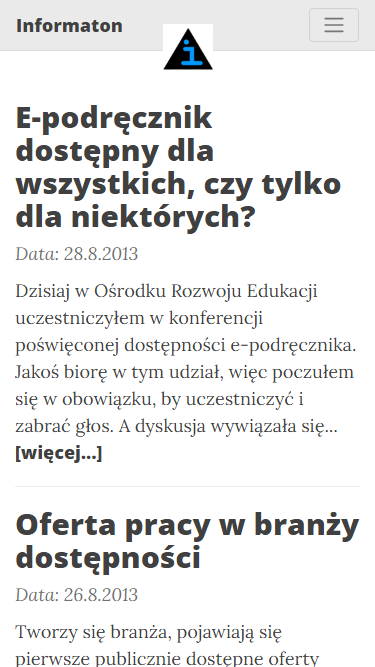 Informaton
i
E-podręcznik
dostępny dla
wszystkich, czy tylko
dla niektórych?
Data: 28.8.2013
Dzisiaj w Ośrodku Rozwoju Edukacji
uczestniczyłem w konferencji
poświęconej dostępności e-podręcznika.
Jakoś biorę w tym udział, więc poczułem
się w obowiązku, by uczestniczyć i
zabrać głos. A dyskusja wywiązała się...
[więcej...]
Oferta pracy w branży
dostępności
Data: 26.8.2013
Tworzy się branża, pojawiają się
pierwsze publicznie dostępne oferty